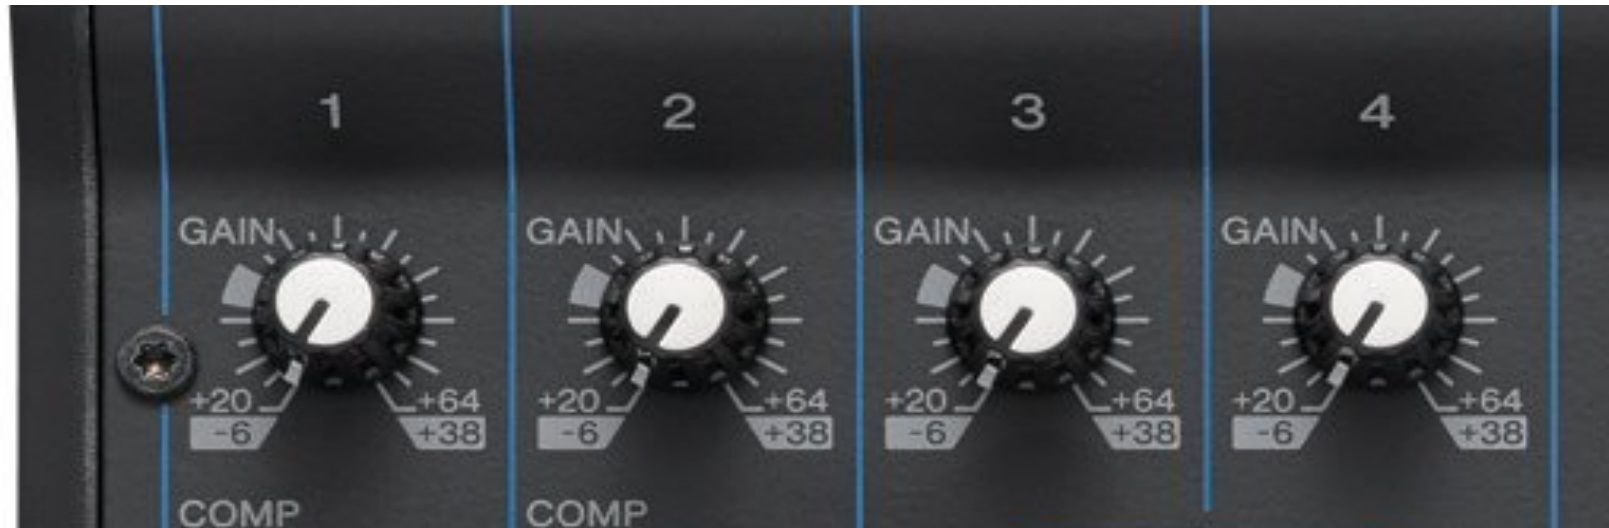 1 2 3 4
GAIN GAIN GAIN GAIN
+20 +64 +20 +64 +20 +64 +20 +64
-6 +38 -6 +38 -6 +38 -6 +38
COMP COMP